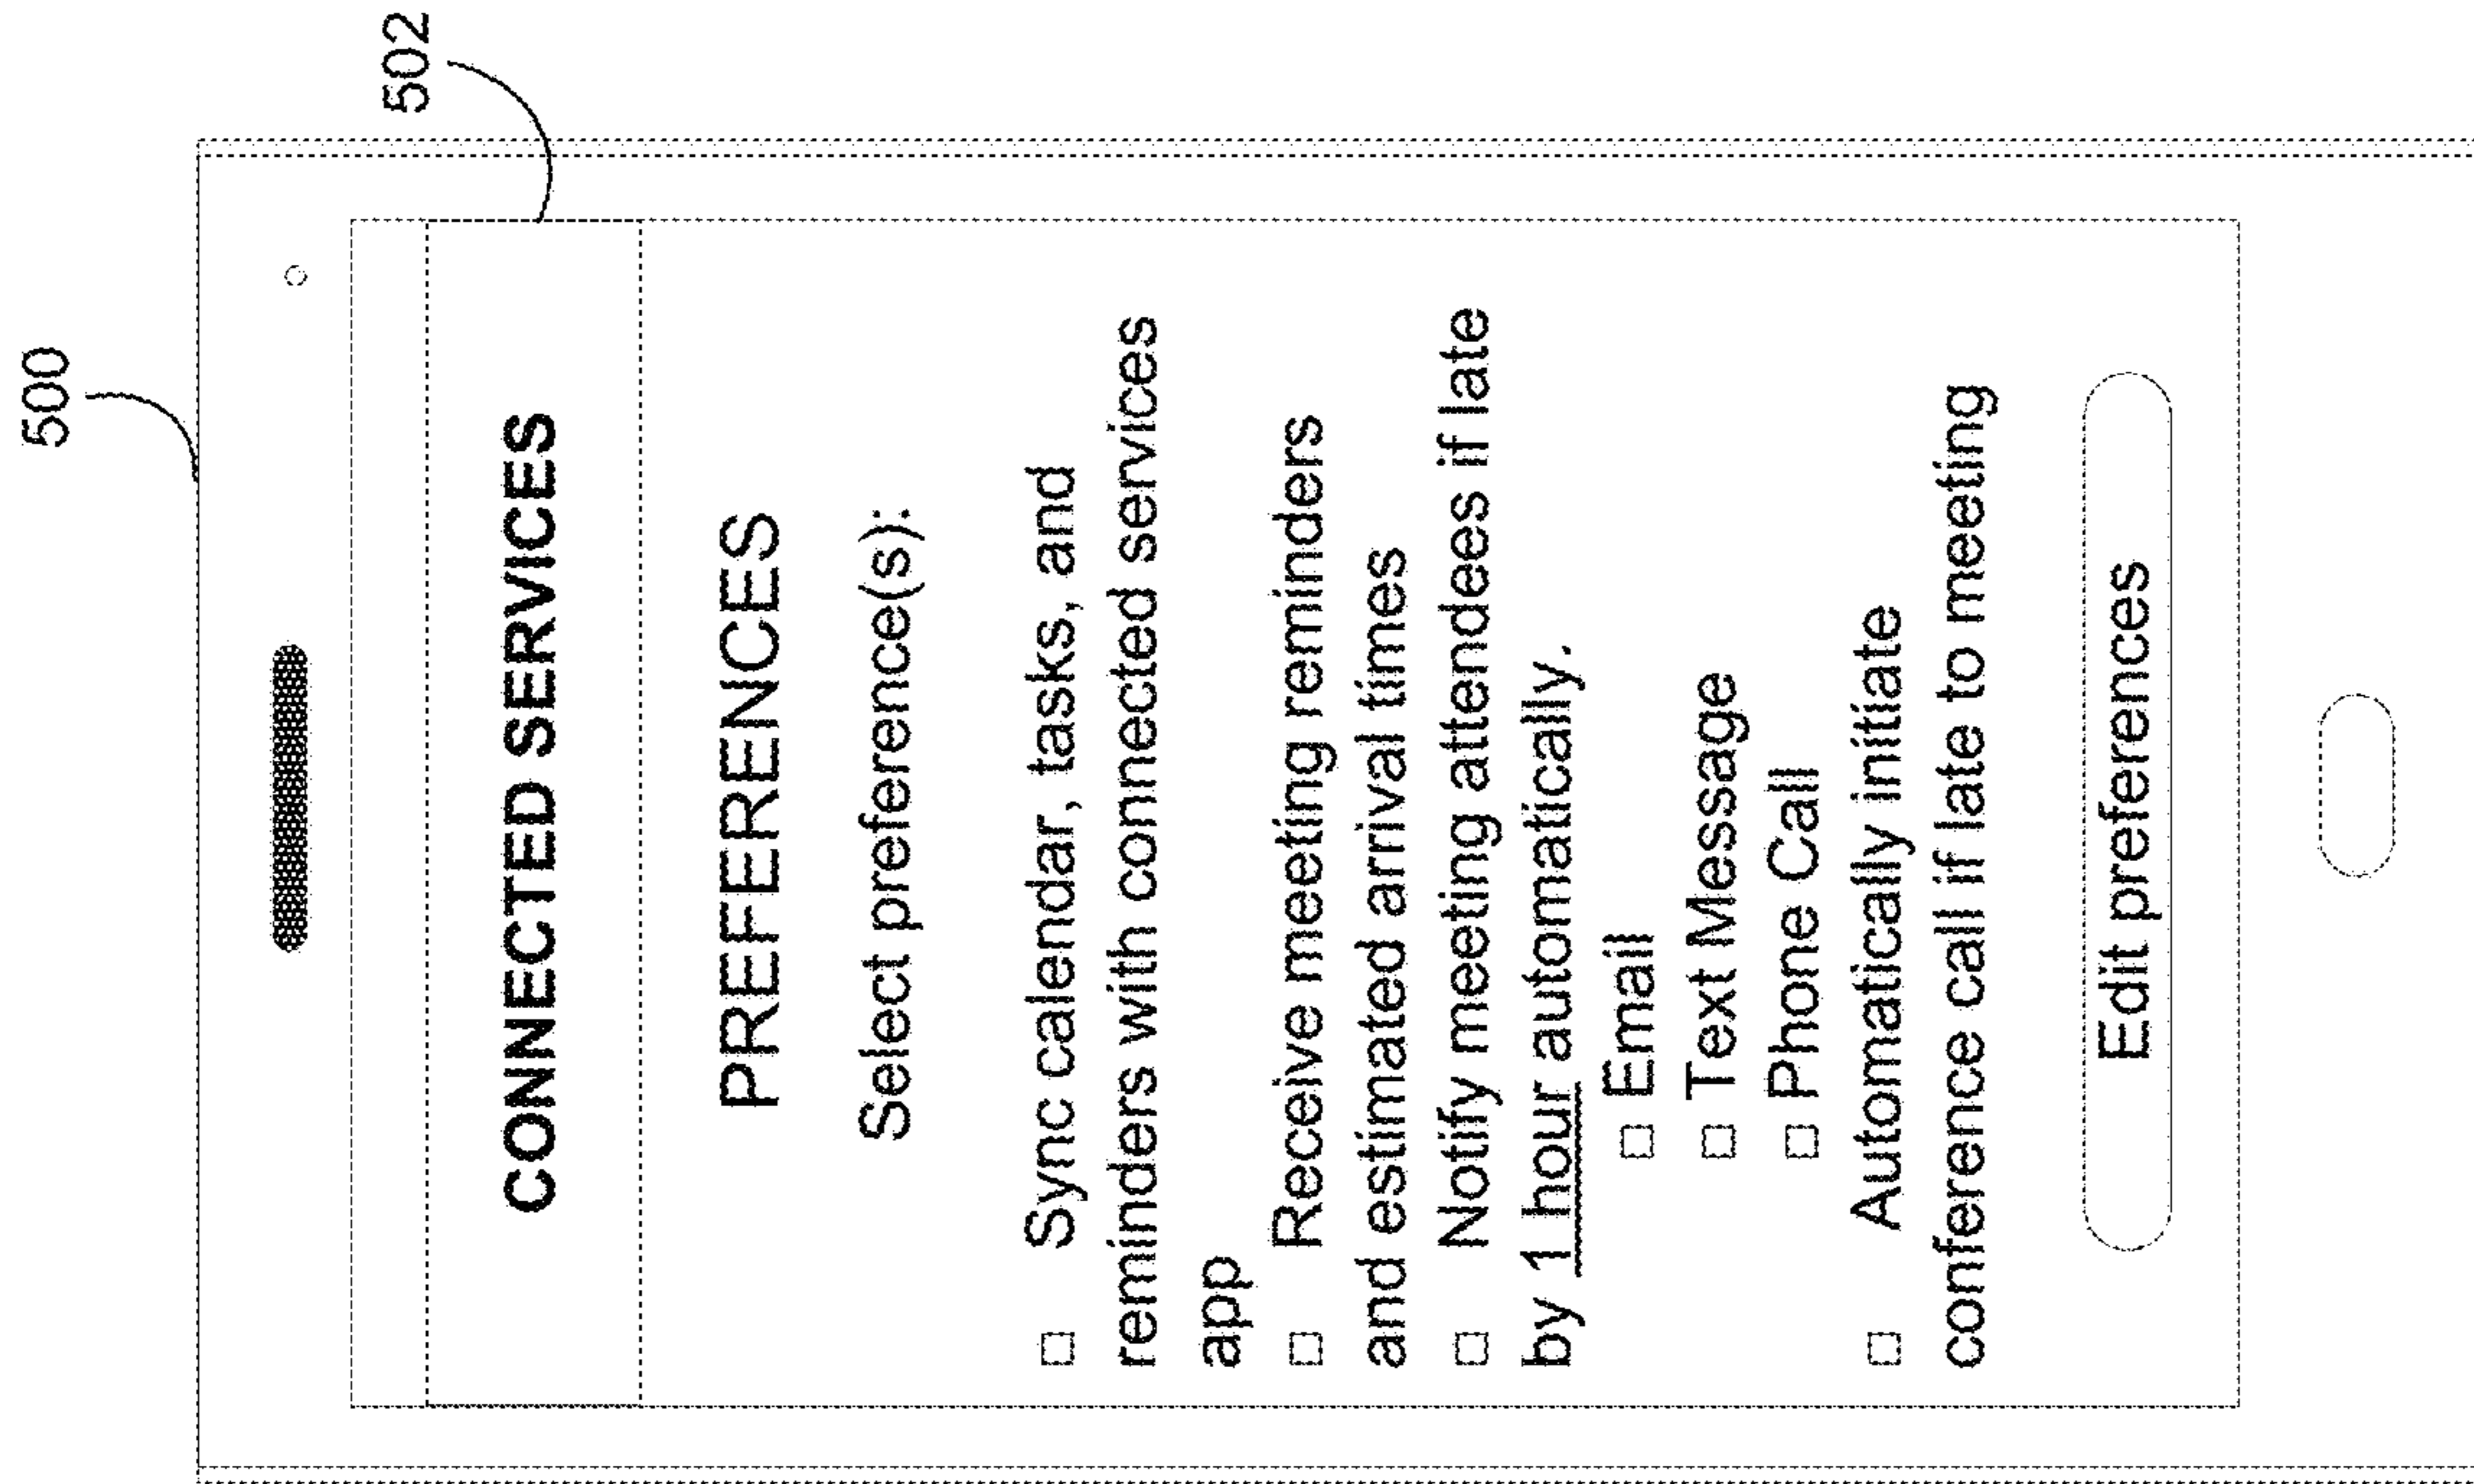 500
502
CONNECTED SERVICES
PREFERENCES
Select preference(s):
□ Sync calendar, tasks, and
reminders with connected services
app
□ Receive meeting reminders
and estimated arrival times
□ Notify meeting attendees if late
by 1 hour automatically.
□ Email
□ Text Message
□ Phone Call
□ Automatically initiate
conference call if late to meeting
Edit preferences